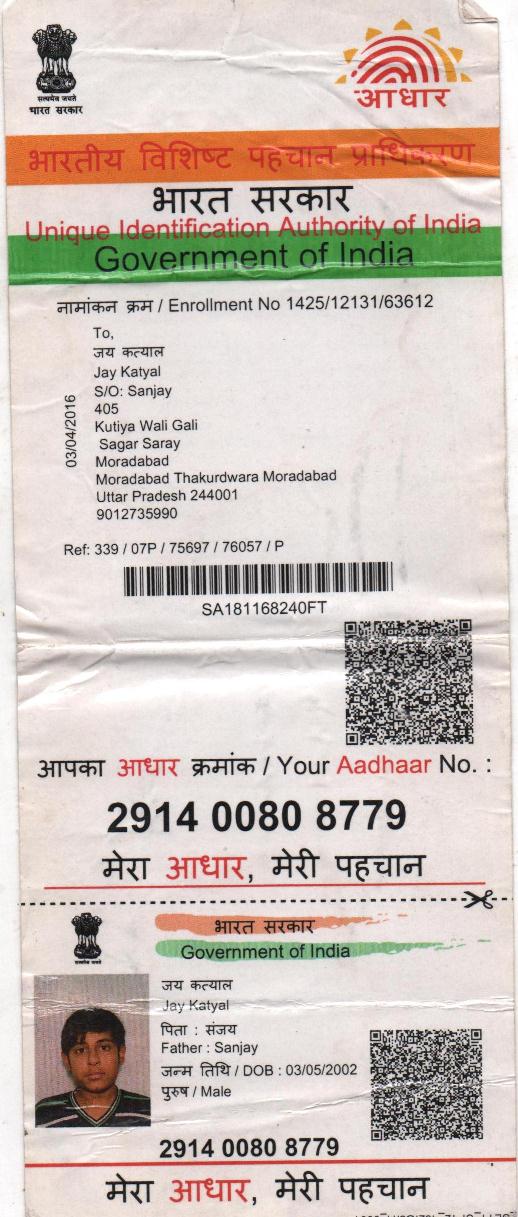 सत्यमेव जयते
भारत सरकार
आधार
भारतीय विशिष्ट पहचान प्राधिकरण
भारत सरकार
Unique Identification Authority of India
Government of India
नामांकन क्रम / Enrollment No 1425/12131/63612
To,
जय कत्याल
Jay Katyal
S/O: Sanjay
405
Kutiya Wali Gali
Sagar Saray
Moradabad
Moradabad Thakurdwara Moradabad
Uttar Pradesh 244001
9012735990
03/04/2016
Ref: 339 / 07P / 75697 / 76057 / P
SA181168240FT
आपका आधार क्रमांक / Your Aadhaar No. :
2914 0080 8779
मेरा आधार, मेरी पहचान
सत्यमेव जयते
भारत सरकार
Government of India
जय कत्याल
Jay Katyal
पिता : संजय
Father : Sanjay
जन्म तिथि / DOB : 03/05/2002
पुरुष / Male
2914 0080 8779
मेरा आधार, मेरी पहचान